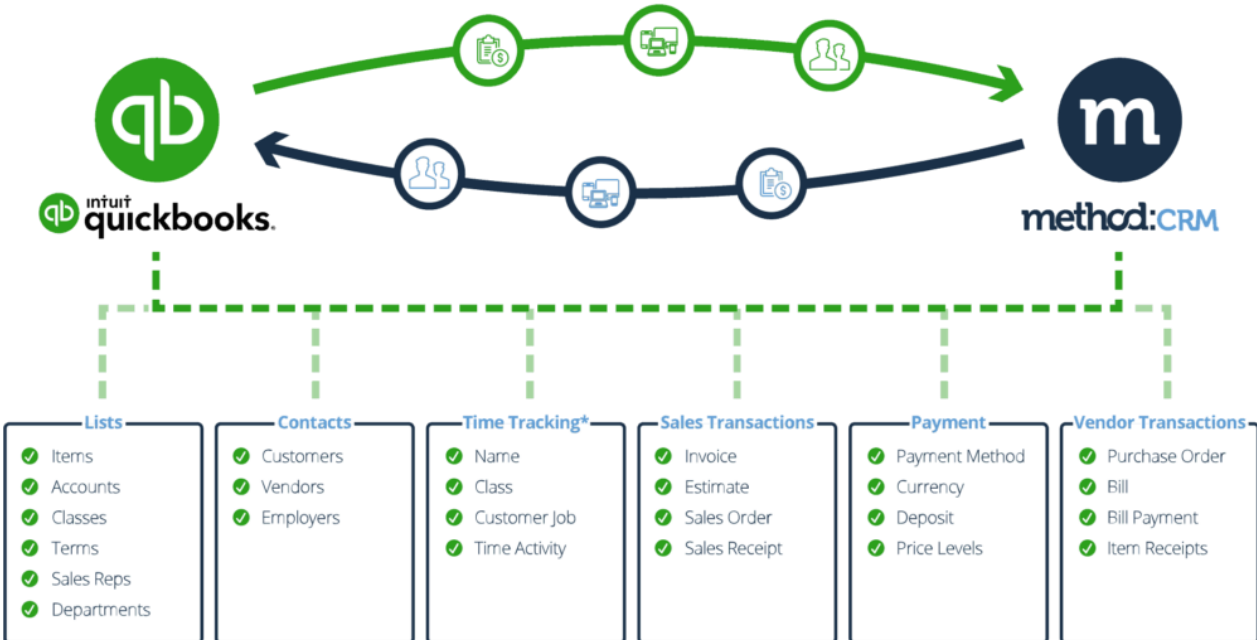 qb
m
qb intuit
quickbooks.
method:CRM
Lists
Items
Accounts
Classes
Terms
Sales Reps
Departments
Contacts
Customers
Vendors
Employers
Time Tracking*
Name
Class
Customer Job
Time Activity
Sales Transactions
Invoice
Estimate
Sales Order
Sales Receipt
Payment
Payment Method
Currency
Deposit
Price Levels
Vendor Transactions
Purchase Order
Bill
Bill Payment
Item Receipts